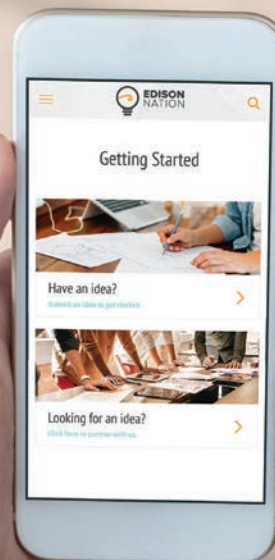 EDISON
NATION
Getting Started
Have an idea?
Submit an idea to get started.
Looking for an idea?
Click here to partner with us.